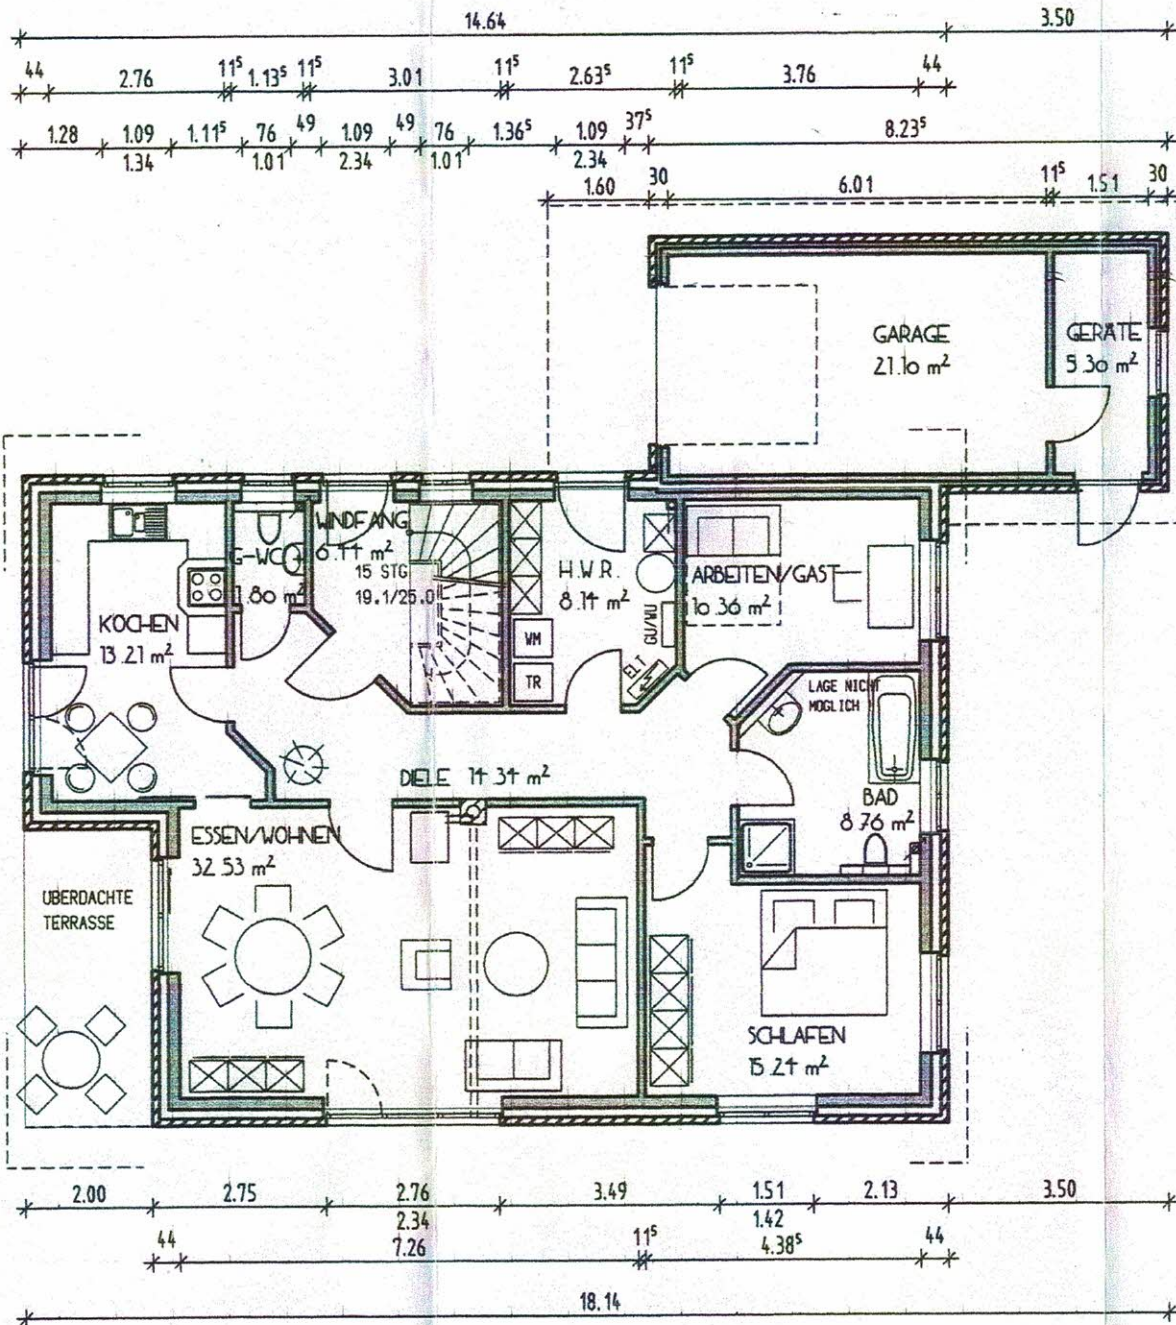 14.64 3.50
44 2.76 11⁵ 1.13⁵ 11⁵ 3.01 11⁵ 2.63⁵ 11⁵ 3.76 44
1.28 1.09 1.11⁵ 76 49 1.09 49 76 1.36⁵ 1.09 37⁵ 8.23⁵
1.34 1.01 2.34 1.01 2.34
1.60 30 6.01 11⁵ 1.51 30
GARAGE
21.10 m²
GERÄTE
5.30 m²
WINDFANG
6.44 m²
15 STG
19.1/25.0
G-WC
1.80 m²
KOCHEN
13.21 m²
H.W.R.
8.14 m²
WM
TR
GU/WU
ELT
ARBEITEN/GAST
10.36 m²
LAGE NICHT
MÖGLICH
DIELE 14.34 m²
BAD
8.76 m²
ESSEN/WOHNEN
32.53 m²
ÜBERDACHTE
TERRASSE
SCHLAFEN
15.24 m²
2.00 2.75 2.76 3.49 1.51 2.13 3.50
2.34 1.42
44 7.26 11⁵ 4.38⁵ 44
18.14